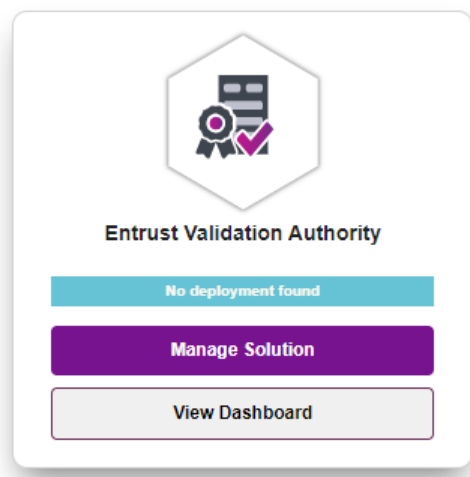 Entrust Validation Authority
No deployment found
Manage Solution
View Dashboard